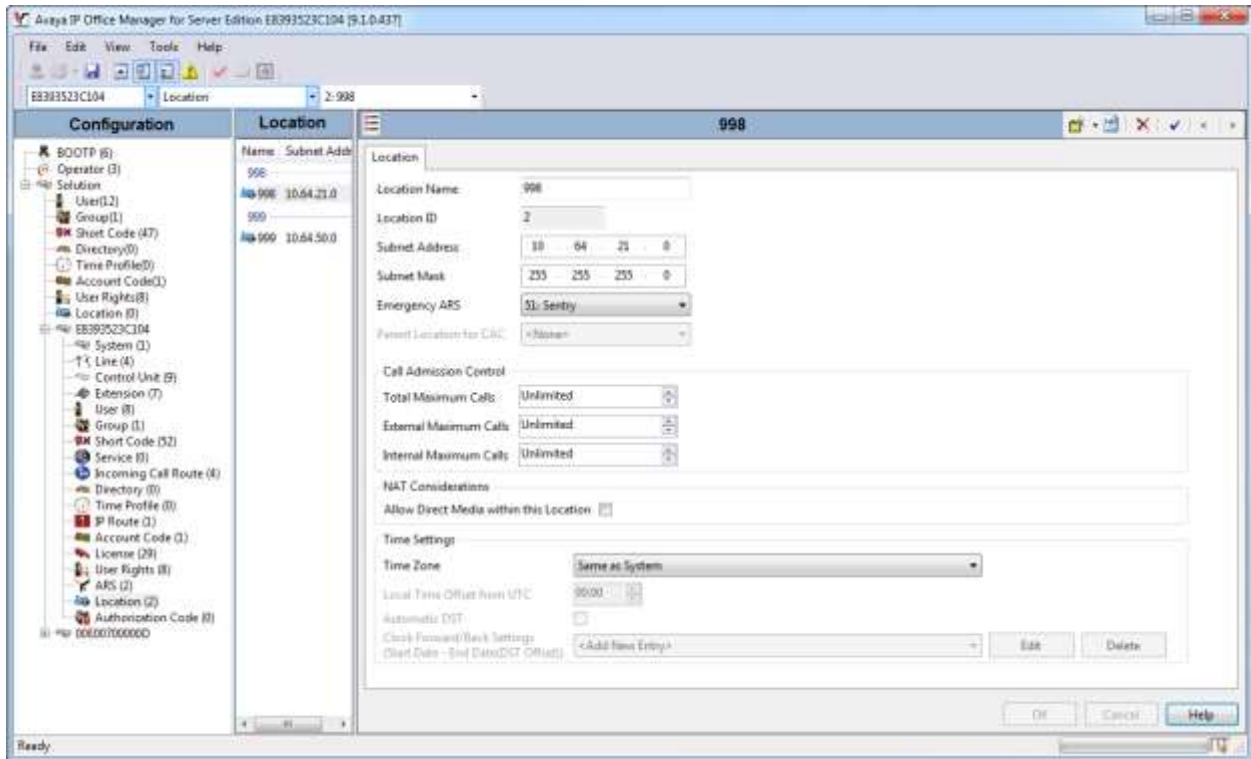 Avaya IP Office Manager for Server Edition E8393523C104 [9.1.0.437]
File Edit View Tools Help
E8393523C104 Location 2: 998
Configuration
BOOTP (6)
Operator (3)
Solution
User(12)
Group(1)
Short Code (47)
Directory(0)
Time Profile(0)
Account Code(1)
User Rights(8)
Location (0)
E8393523C104
System (1)
Line (4)
Control Unit (9)
Extension (7)
User (8)
Group (1)
Short Code (52)
Service (0)
Incoming Call Route (4)
Directory (0)
Time Profile (0)
IP Route (1)
Account Code (1)
License (29)
User Rights (8)
ARS (2)
Location (2)
Authorization Code (0)
00E00700000D
Location
Name Subnet Addr
998
998 10.64.21.0
999
999 10.64.50.0
998
Location
Location Name 998
Location ID 2
Subnet Address 10 64 21 0
Subnet Mask 255 255 255 0
Emergency ARS 51: Sentry
Parent Location for CAC <None>
Call Admission Control
Total Maximum Calls Unlimited
External Maximum Calls Unlimited
Internal Maximum Calls Unlimited
NAT Considerations
Allow Direct Media within this Location
Time Settings
Time Zone Same as System
Local Time Offset from UTC 00:00
Automatic DST
Clock Forward/Back Settings
(Start Date - End Date(DST Offset)) <Add New Entry> Edit Delete
OK Cancel Help
Ready